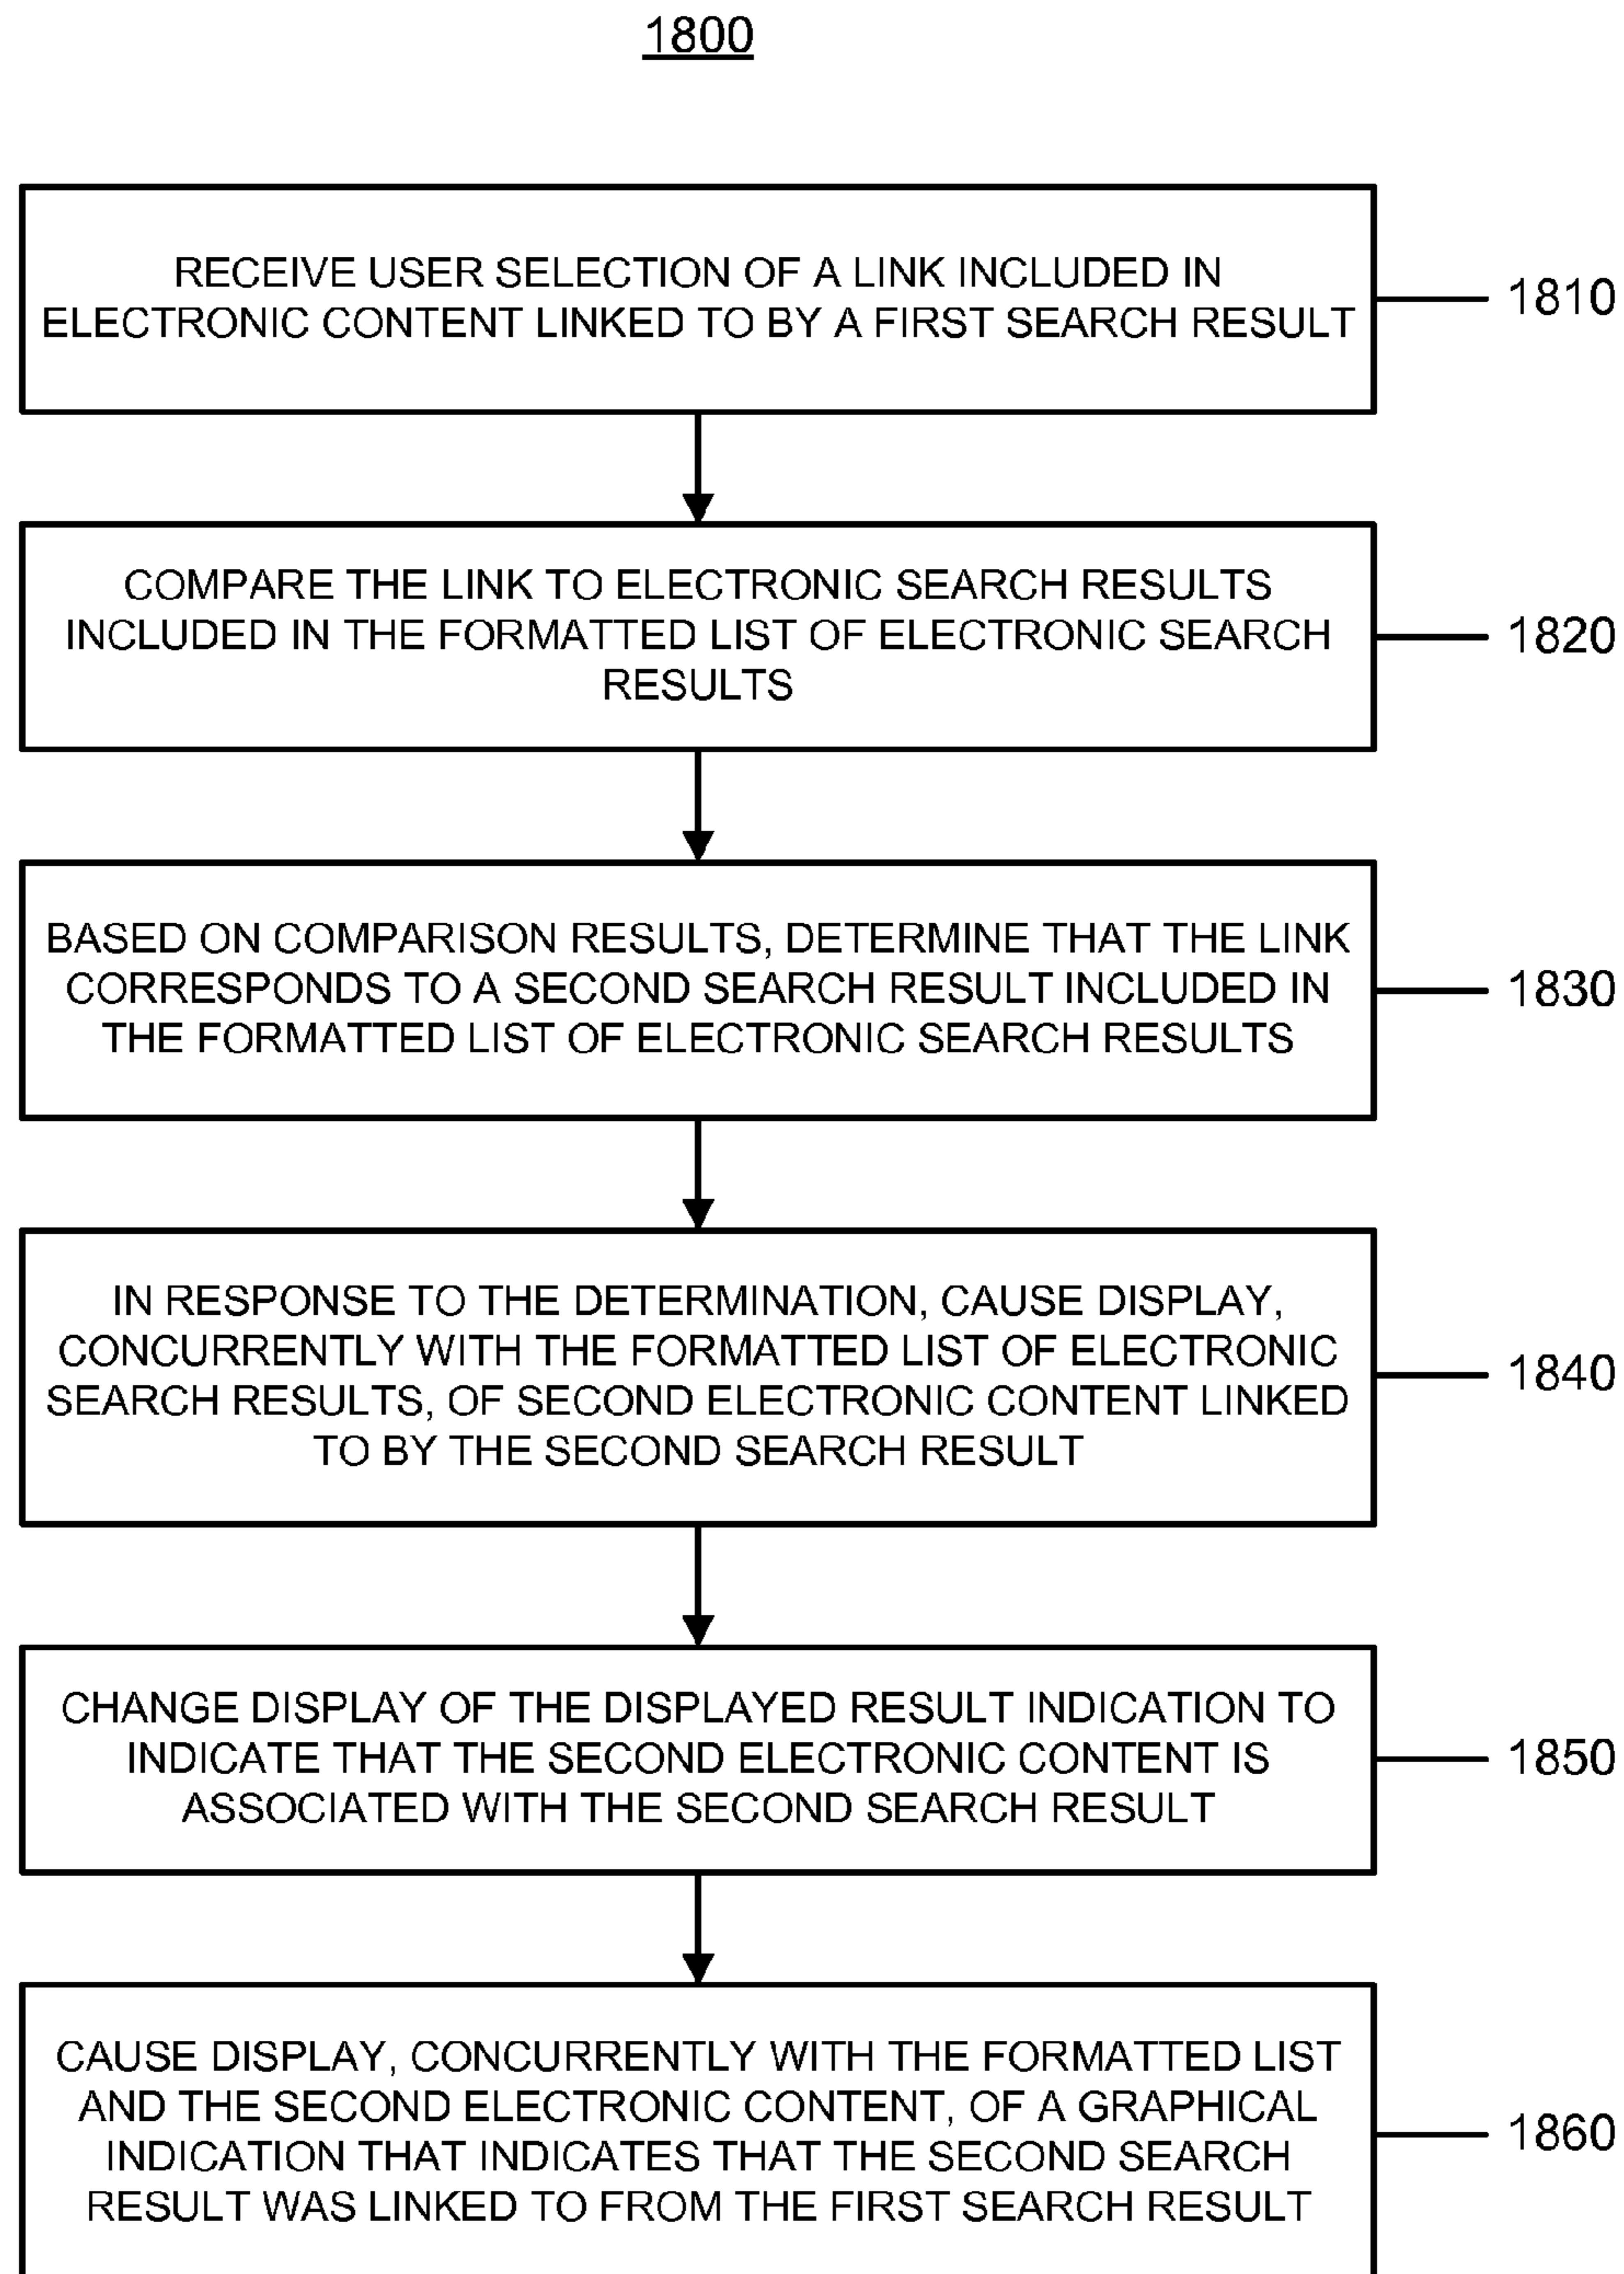 1800
RECEIVE USER SELECTION OF A LINK INCLUDED IN
ELECTRONIC CONTENT LINKED TO BY A FIRST SEARCH RESULT
1810
COMPARE THE LINK TO ELECTRONIC SEARCH RESULTS
INCLUDED IN THE FORMATTED LIST OF ELECTRONIC SEARCH
RESULTS
1820
BASED ON COMPARISON RESULTS, DETERMINE THAT THE LINK
CORRESPONDS TO A SECOND SEARCH RESULT INCLUDED IN
THE FORMATTED LIST OF ELECTRONIC SEARCH RESULTS
1830
IN RESPONSE TO THE DETERMINATION, CAUSE DISPLAY,
CONCURRENTLY WITH THE FORMATTED LIST OF ELECTRONIC
SEARCH RESULTS, OF SECOND ELECTRONIC CONTENT LINKED
TO BY THE SECOND SEARCH RESULT
1840
CHANGE DISPLAY OF THE DISPLAYED RESULT INDICATION TO
INDICATE THAT THE SECOND ELECTRONIC CONTENT IS
ASSOCIATED WITH THE SECOND SEARCH RESULT
1850
CAUSE DISPLAY, CONCURRENTLY WITH THE FORMATTED LIST
AND THE SECOND ELECTRONIC CONTENT, OF A GRAPHICAL
INDICATION THAT INDICATES THAT THE SECOND SEARCH
RESULT WAS LINKED TO FROM THE FIRST SEARCH RESULT
1860